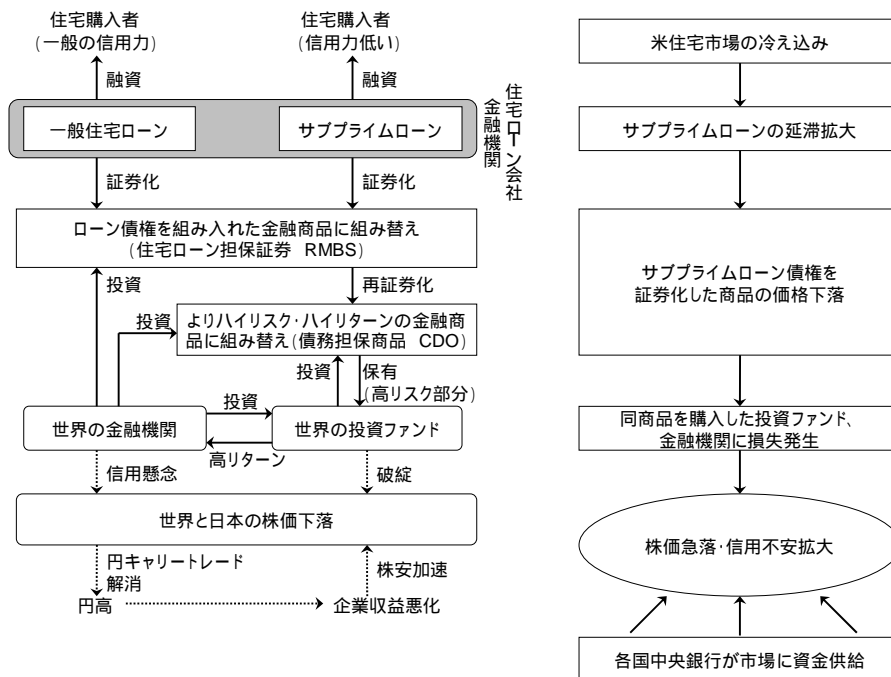 住宅購入者
(一般の信用力)
住宅購入者
(信用力低い)
融資
融資
一般住宅ローン
サブプライムローン
住宅ローン会社
金融機関
証券化
証券化
ローン債権を組み入れた金融商品に組み替え
(住宅ローン担保証券 RMBS)
投資
再証券化
投資
よりハイリスク・ハイリターンの金融商
品に組み替え(債務担保商品 CDO)
投資
保有
(高リスク部分)
世界の金融機関
投資
高リターン
世界の投資ファンド
信用懸念
破綻
世界と日本の株価下落
円キャリートレード
解消
株安加速
円高
企業収益悪化
米住宅市場の冷え込み
サブプライムローンの延滞拡大
サブプライムローン債権を
証券化した商品の価格下落
同商品を購入した投資ファンド、
金融機関に損失発生
株価急落・信用不安拡大
各国中央銀行が市場に資金供給